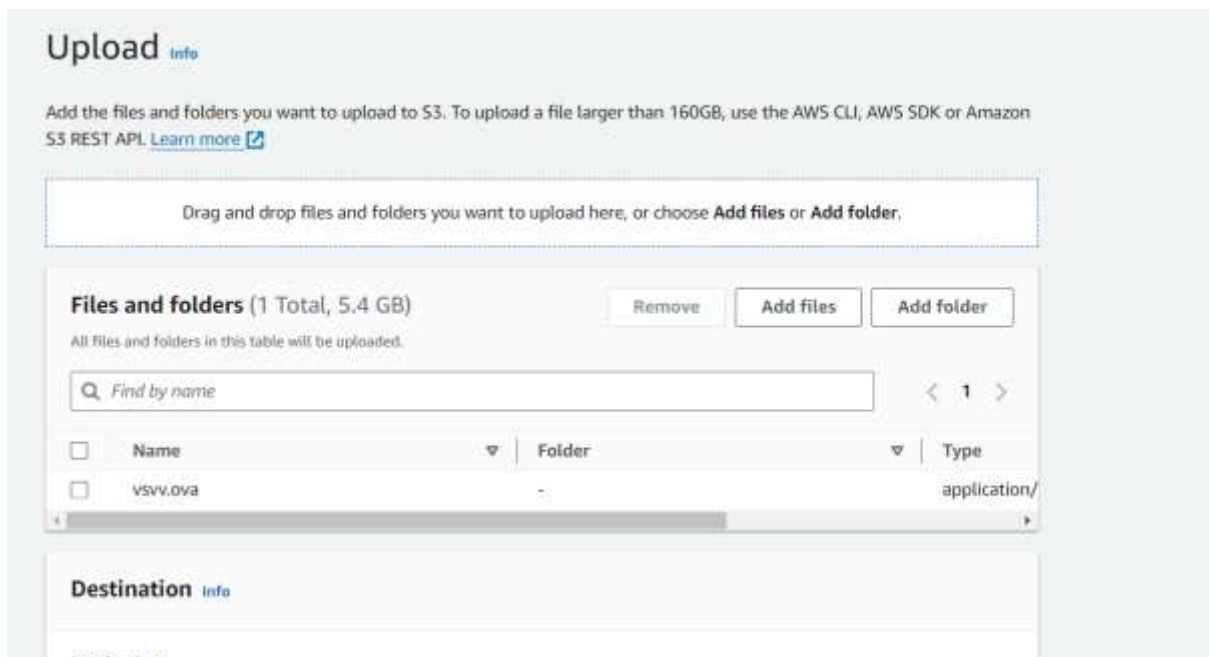 Upload Info
Add the files and folders you want to upload to S3. To upload a file larger than 160GB, use the AWS CLI, AWS SDK or Amazon
S3 REST API. Learn more
Drag and drop files and folders you want to upload here, or choose Add files or Add folder.
Files and folders (1 Total, 5.4 GB) Remove Add files Add folder
All files and folders in this table will be uploaded.
Find by name 1
Name Folder Type
vsvv.ova - application/
Destination Info